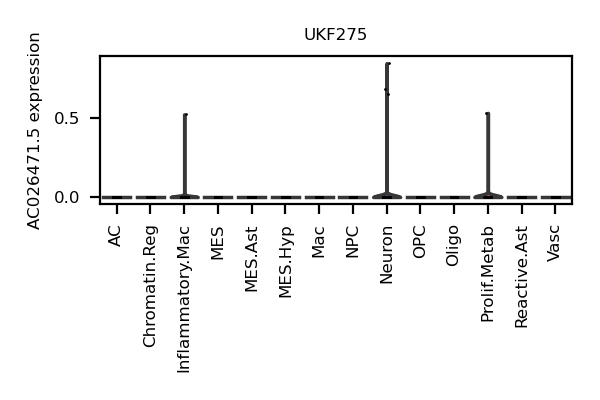 UKF275
AC026471.5 expression
0.5
0.0
AC
Chromatin.Reg
Inflammatory.Mac
MES
MES.Ast
MES.Hyp
Mac
NPC
Neuron
OPC
Oligo
Prolif.Metab
Reactive.Ast
Vasc